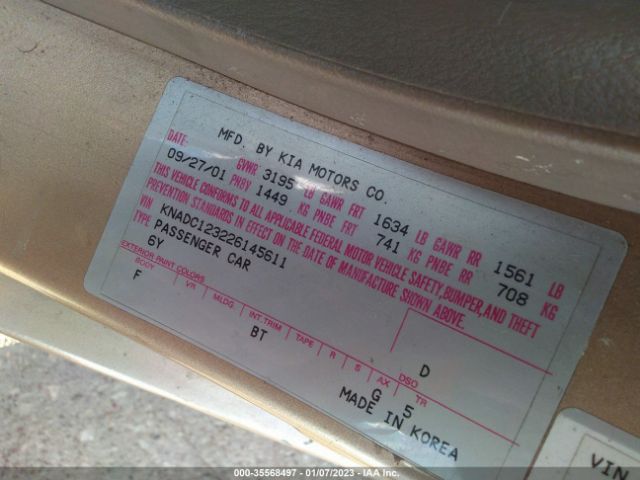 MFD. BY KIA MOTORS CO.
DATE: GVWR 3195 LB GAWR FRT 1634 LB GAWR RR 1561 LB
09/27/01 PNBV 1449 KG PNBE FRT 741 KG PNBE RR 708 KG
THIS VEHICLE CONFORMS TO ALL APPLICABLE FEDERAL MOTOR VEHICLE SAFETY, BUMPER, AND THEFT
PREVENTION STANDARDS IN EFFECT ON THE DATE OF MANUFACTURE SHOWN ABOVE.
VIN KNADC123226145611
TYPE PASSENGER CAR
6Y
EXTERIOR PAINT COLORS
BODY VR MLDG. INT. TRIM TAPE R S AX TR
F BT G 5
DSO
D
MADE IN KOREA
VIN
000-35568497 - 01/07/2023 - IAA Inc.